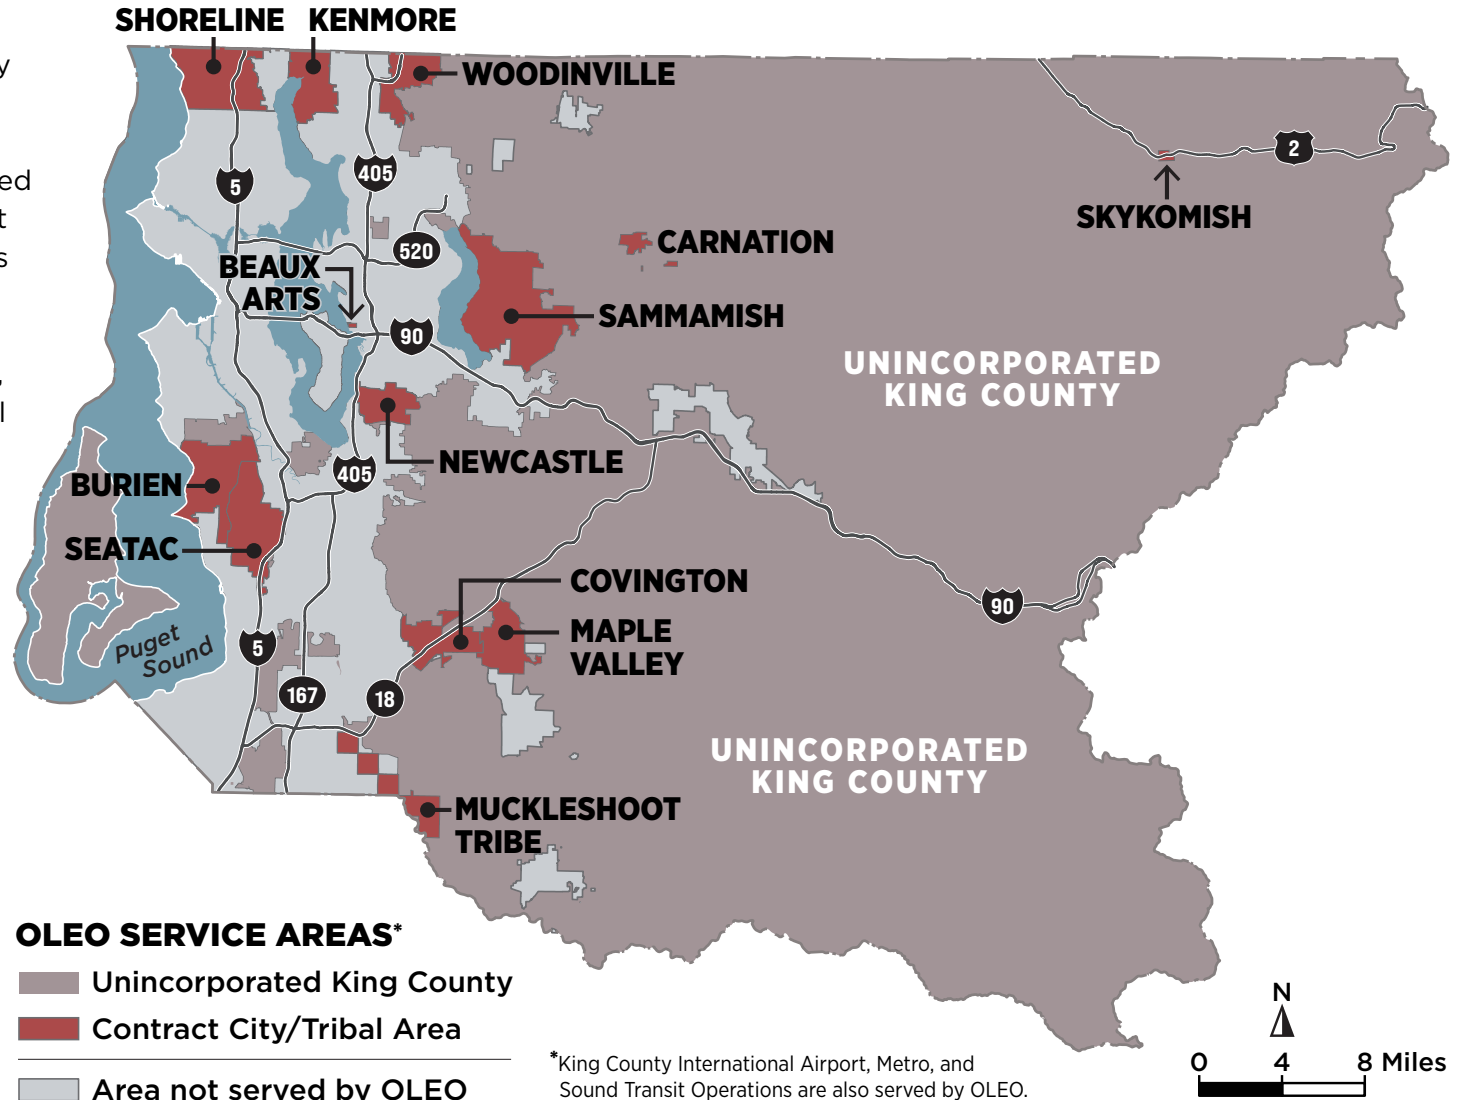 SHORELINE
KENMORE
y
WOODINVILLE
2
405
5
ed
t
SKYKOMISH
CARNATION
520
s
BEAUX
ARTS
SAMMAMISH
90
UNINCORPORATED
KING COUNTY
,
l
NEWCASTLE
405
BURIEN
SEATAC
COVINGTON
90
MAPLE
VALLEY
Puget
Sound
5
167
18
UNINCORPORATED
KING COUNTY
MUCKLESHOOT
TRIBE
OLEO SERVICE AREAS*
Unincorporated King County
Contract City/Tribal Area
Area not served by OLEO
*King County International Airport, Metro, and
Sound Transit Operations are also served by OLEO.
N
0 4 8 Miles